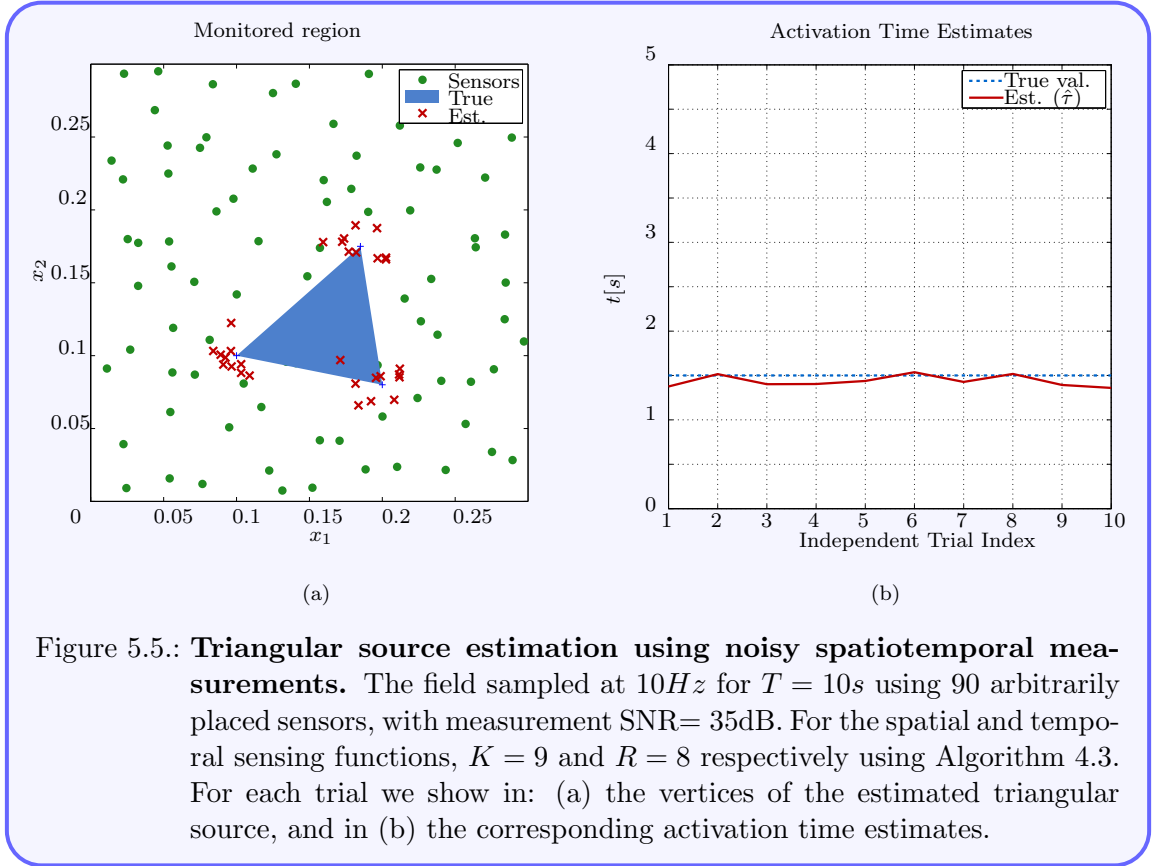 Monitored region
Sensors
True
Est.
0.25
0.2
0.15
0.1
0.05
x₂
0
0.05
0.1
0.15
0.2
0.25
x₁
(a)
Activation Time Estimates
True val.
Est. (τ̂)
5
4
3
2
1
0
t[s]
1 2 3 4 5 6 7 8 9 10
Independent Trial Index
(b)
Figure 5.5.: Triangular source estimation using noisy spatiotemporal mea-
surements. The field sampled at 10Hz for T = 10s using 90 arbitrarily
placed sensors, with measurement SNR= 35dB. For the spatial and tempo-
ral sensing functions, K = 9 and R = 8 respectively using Algorithm 4.3.
For each trial we show in: (a) the vertices of the estimated triangular
source, and in (b) the corresponding activation time estimates.